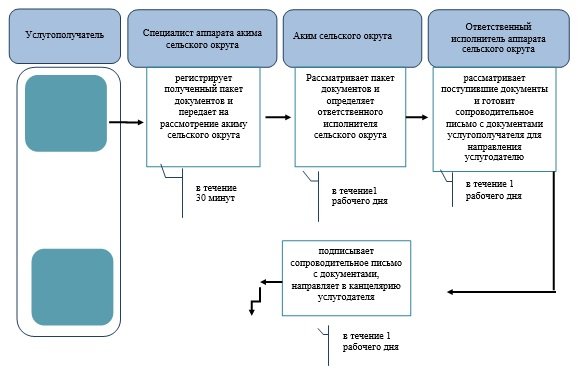 Услугополучатель
Специалист аппарата акима
сельского округа
Аким сельского округа
Ответственный
исполнитель аппарата
сельского округа
регистрирует
полученный пакет
документов и
передает на
рассмотрение акиму
сельского округа
Рассматривает пакет
документов и
определяет
ответственного
исполнителя
сельского округа
рассматривает
поступившие документы
и готовит
сопроводительное
письмо с документами
услугополучателя для
направления
услугодателю
в течение
30 минут
в течение1
рабочего дня
в течение 1
рабочего дня
подписывает
сопроводительное письмо
с документами,
направляет в канцелярию
услугодателя
в течение 1
рабочего дня